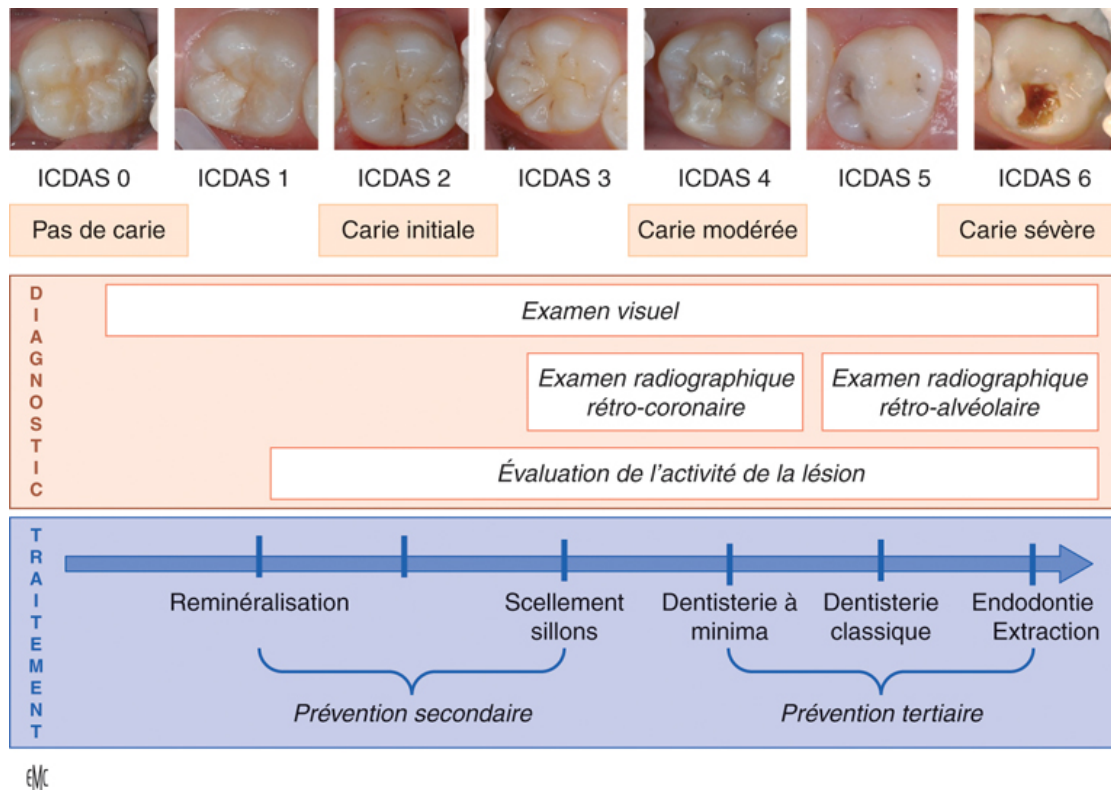 ICDAS 0 ICDAS 1 ICDAS 2 ICDAS 3 ICDAS 4 ICDAS 5 ICDAS 6
Pas de carie Carie initiale Carie modérée Carie sévère
DIAGNOSTIC
Examen visuel
Examen radiographique
rétro-coronaire
Examen radiographique
rétro-alvéolaire
Évaluation de l’activité de la lésion
TRAITEMENT
Reminéralisation
Scellement
sillons
Dentisterie à
minima
Dentisterie
classique
Endodontie
Extraction
Prévention secondaire
Prévention tertiaire
EMC